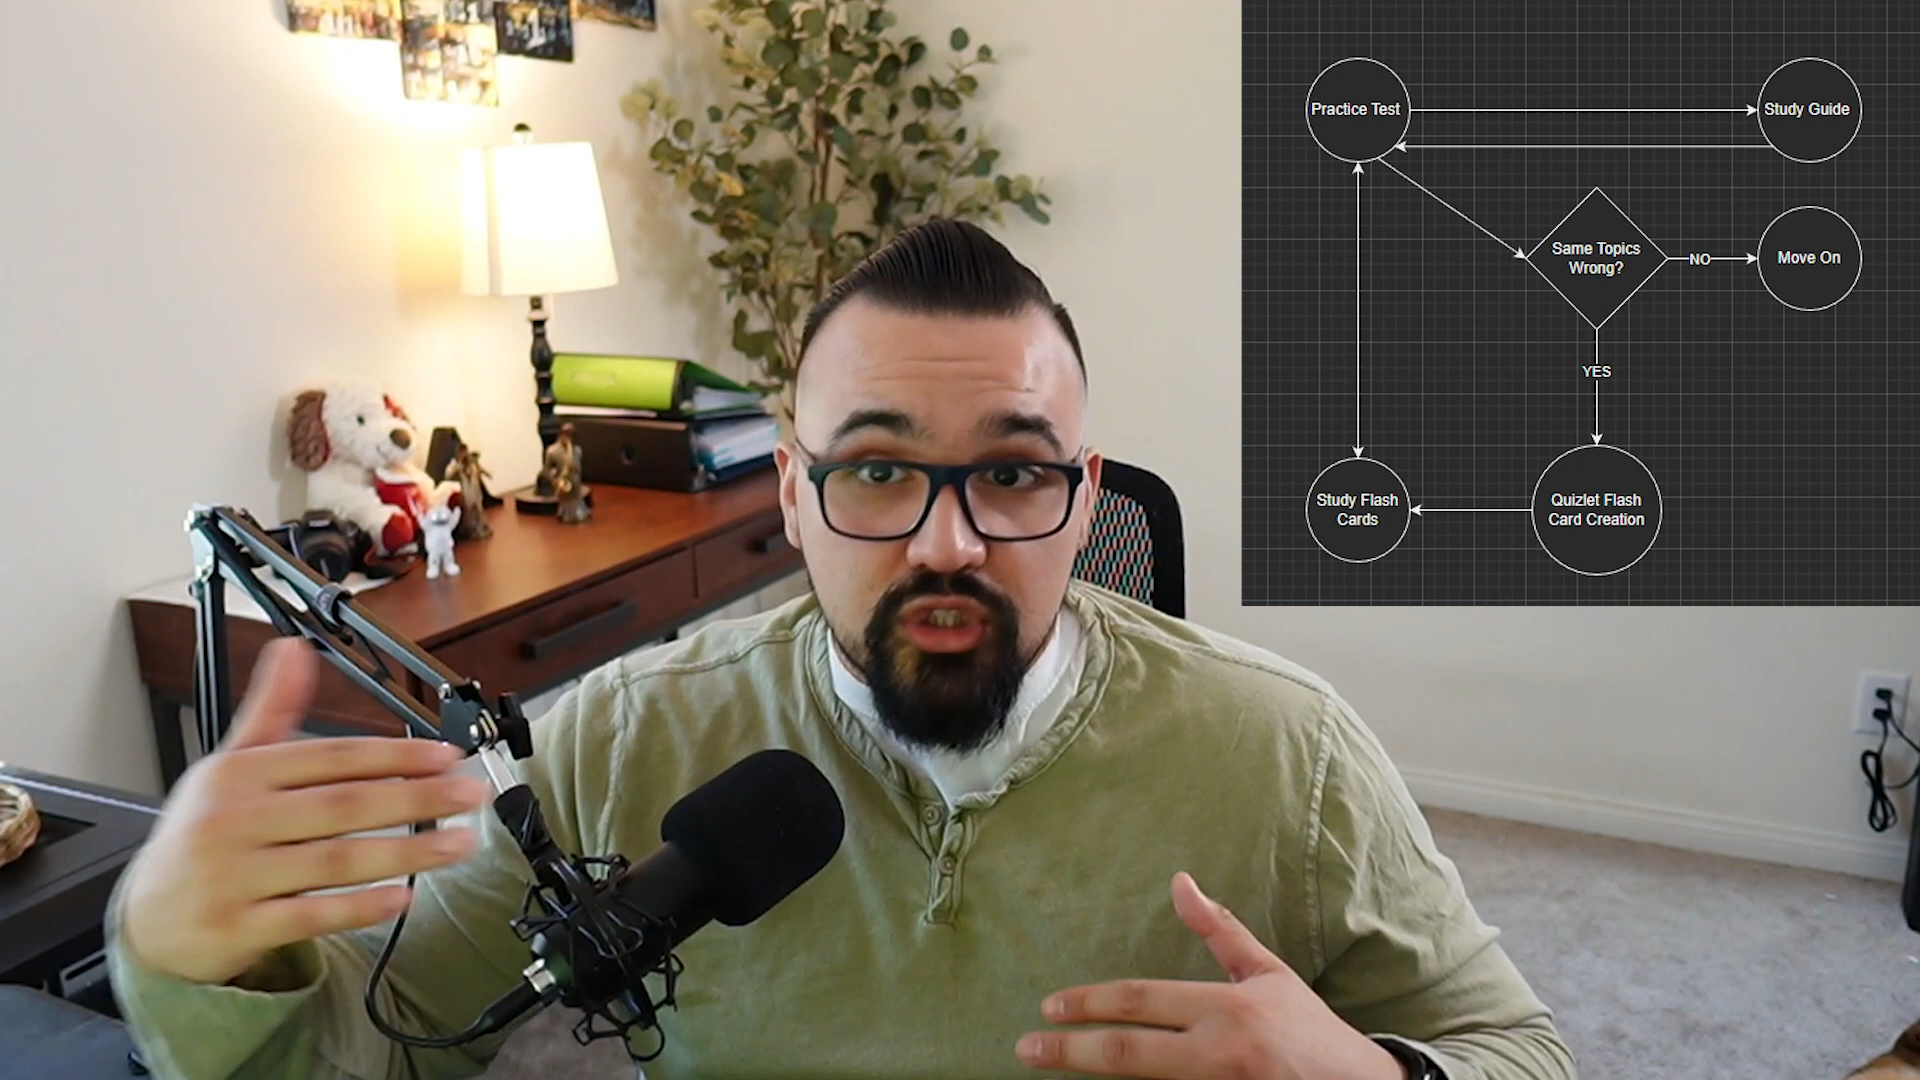 Practice Test
Study Guide
Same Topics
Wrong?
NO
Move On
YES
Study Flash
Cards
Quizlet Flash
Card Creation